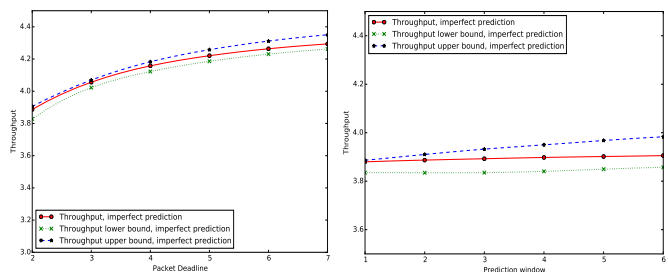 4.4
4.2
4.0
3.8
3.6
3.4
3.2
3.0
Throughput
Throughput, imperfect prediction
Throughput lower bound, imperfect prediction
Throughput upper bound, imperfect prediction
2 3 4 5 6 7
Packet Deadline
4.4
4.2
4.0
3.8
3.6
Throughput
Throughput, imperfect prediction
Throughput lower bound, imperfect prediction
Throughput upper bound, imperfect prediction
1 2 3 4 5 6
Prediction window